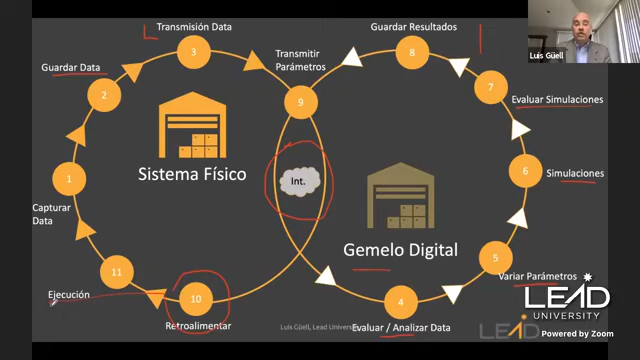 Transmisión Data
Guardar Resultados
Luis Güell
3
8
Guardar Data
Transmitir
Parámetros
2
7
9
Evaluar Simulaciones
Sistema Físico
1
Int.
6
Simulaciones
Capturar
Data
Gemelo Digital
11
5
Variar Parámetros
Ejecución
10
4
LEAD
UNIVERSITY
Retroalimentar
Luis Güell, Lead Univers
Evaluar / Analizar Data
LEAD
Powered by Zoom